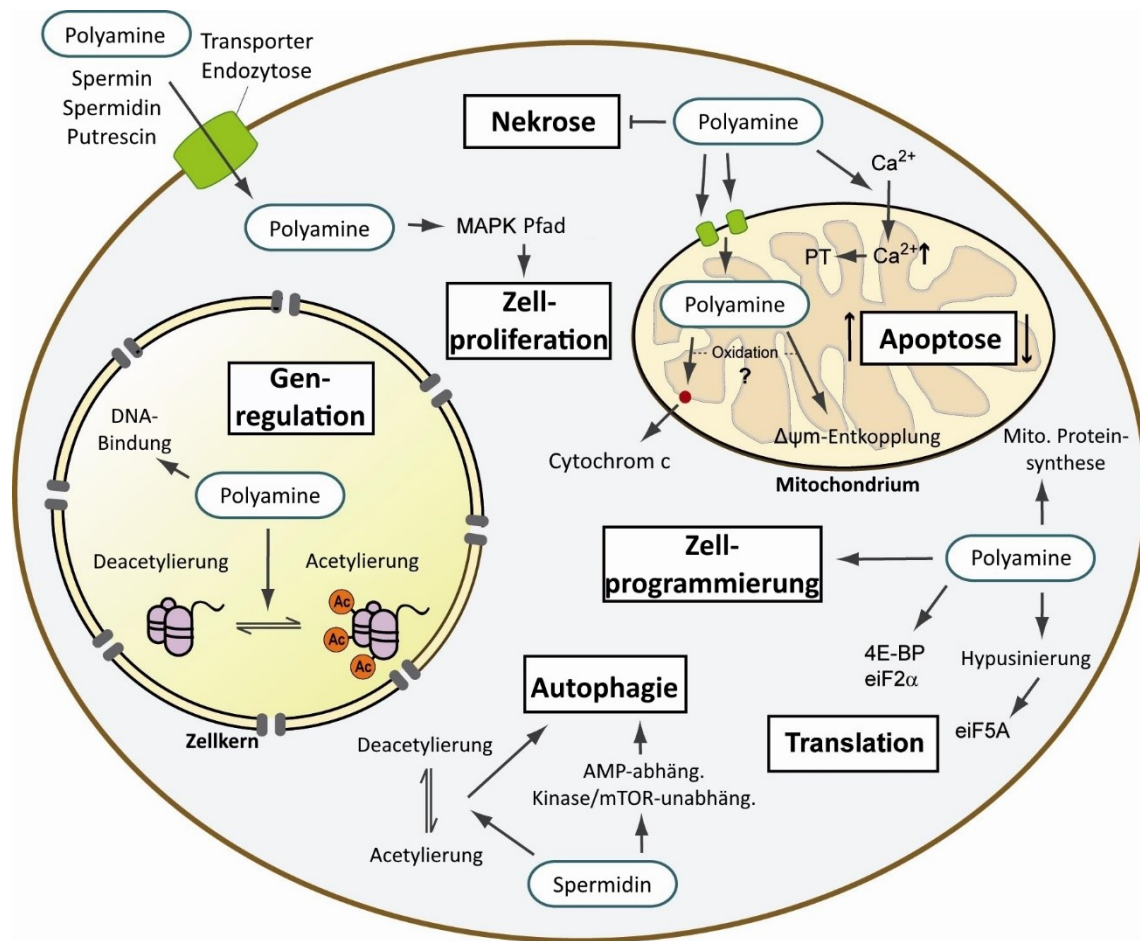 Polyamine
Spermin
Spermidin
Putrescin
Transporter
Endozytose
Polyamine
MAPK Pfad
Zell-
proliferation
Nekrose
Polyamine
Ca²⁺
PT
Ca²⁺
Polyamine
Oxidation
?
Apoptose
Cytochrom c
Δψm-Entkopplung
Mitochondrium
Gen-
regulation
DNA-
Bindung
Polyamine
Deacetylierung
Acetylierung
Ac
Ac
Ac
Zellkern
Mito. Protein-
synthese
Polyamine
Zell-
programmierung
4E-BP
eiF2α
Hypusinierung
eiF5A
Translation
Autophagie
Deacetylierung
Acetylierung
AMP-abhäng.
Kinase/mTOR-unabhäng.
Spermidin